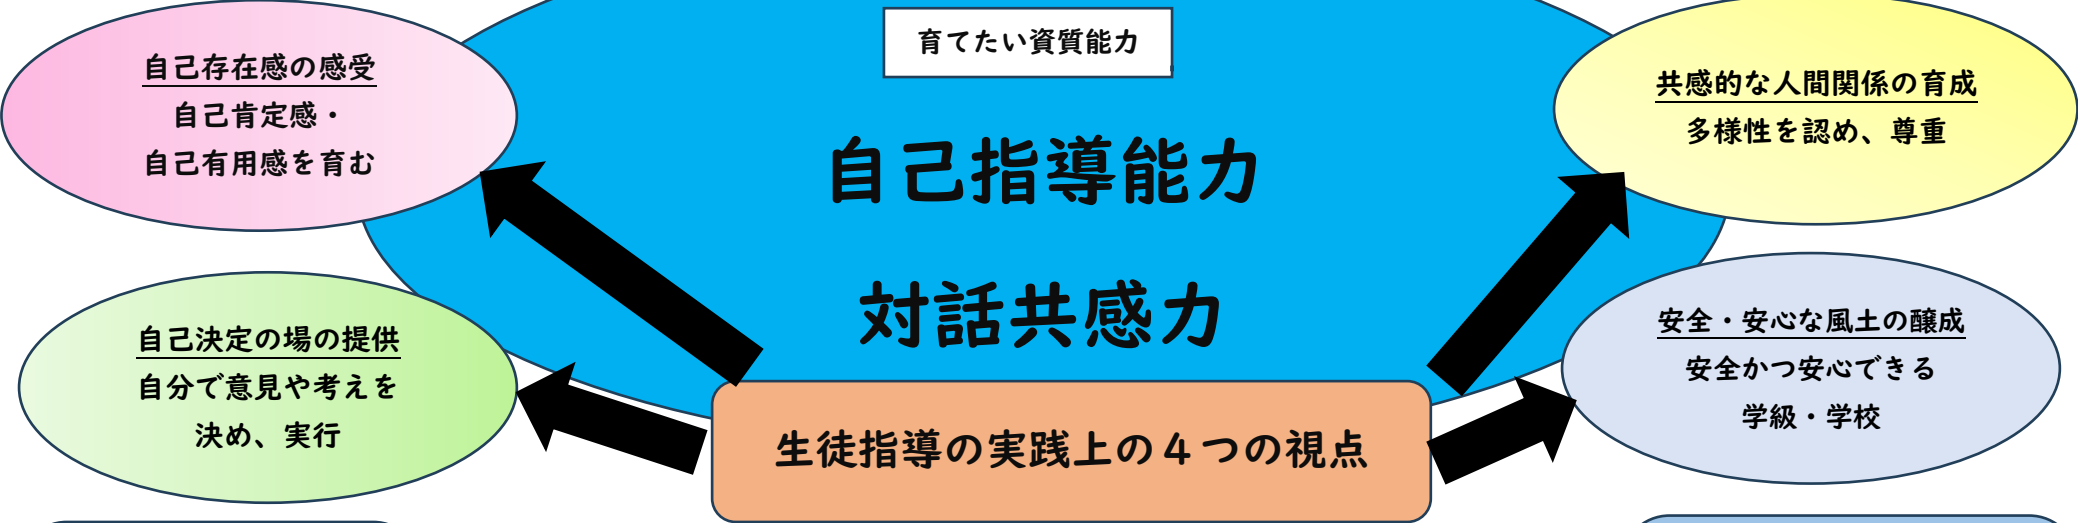 育てたい資質能力
自己指導能力
対話共感力
自己存在感の感受
自己肯定感・
自己有用感を育む
共感的な人間関係の育成
多様性を認め、尊重
自己決定の場の提供
自分で意見や考えを
決め、実行
安全・安心な風土の醸成
安全かつ安心できる
学級・学校
生徒指導の実践上の４つの視点